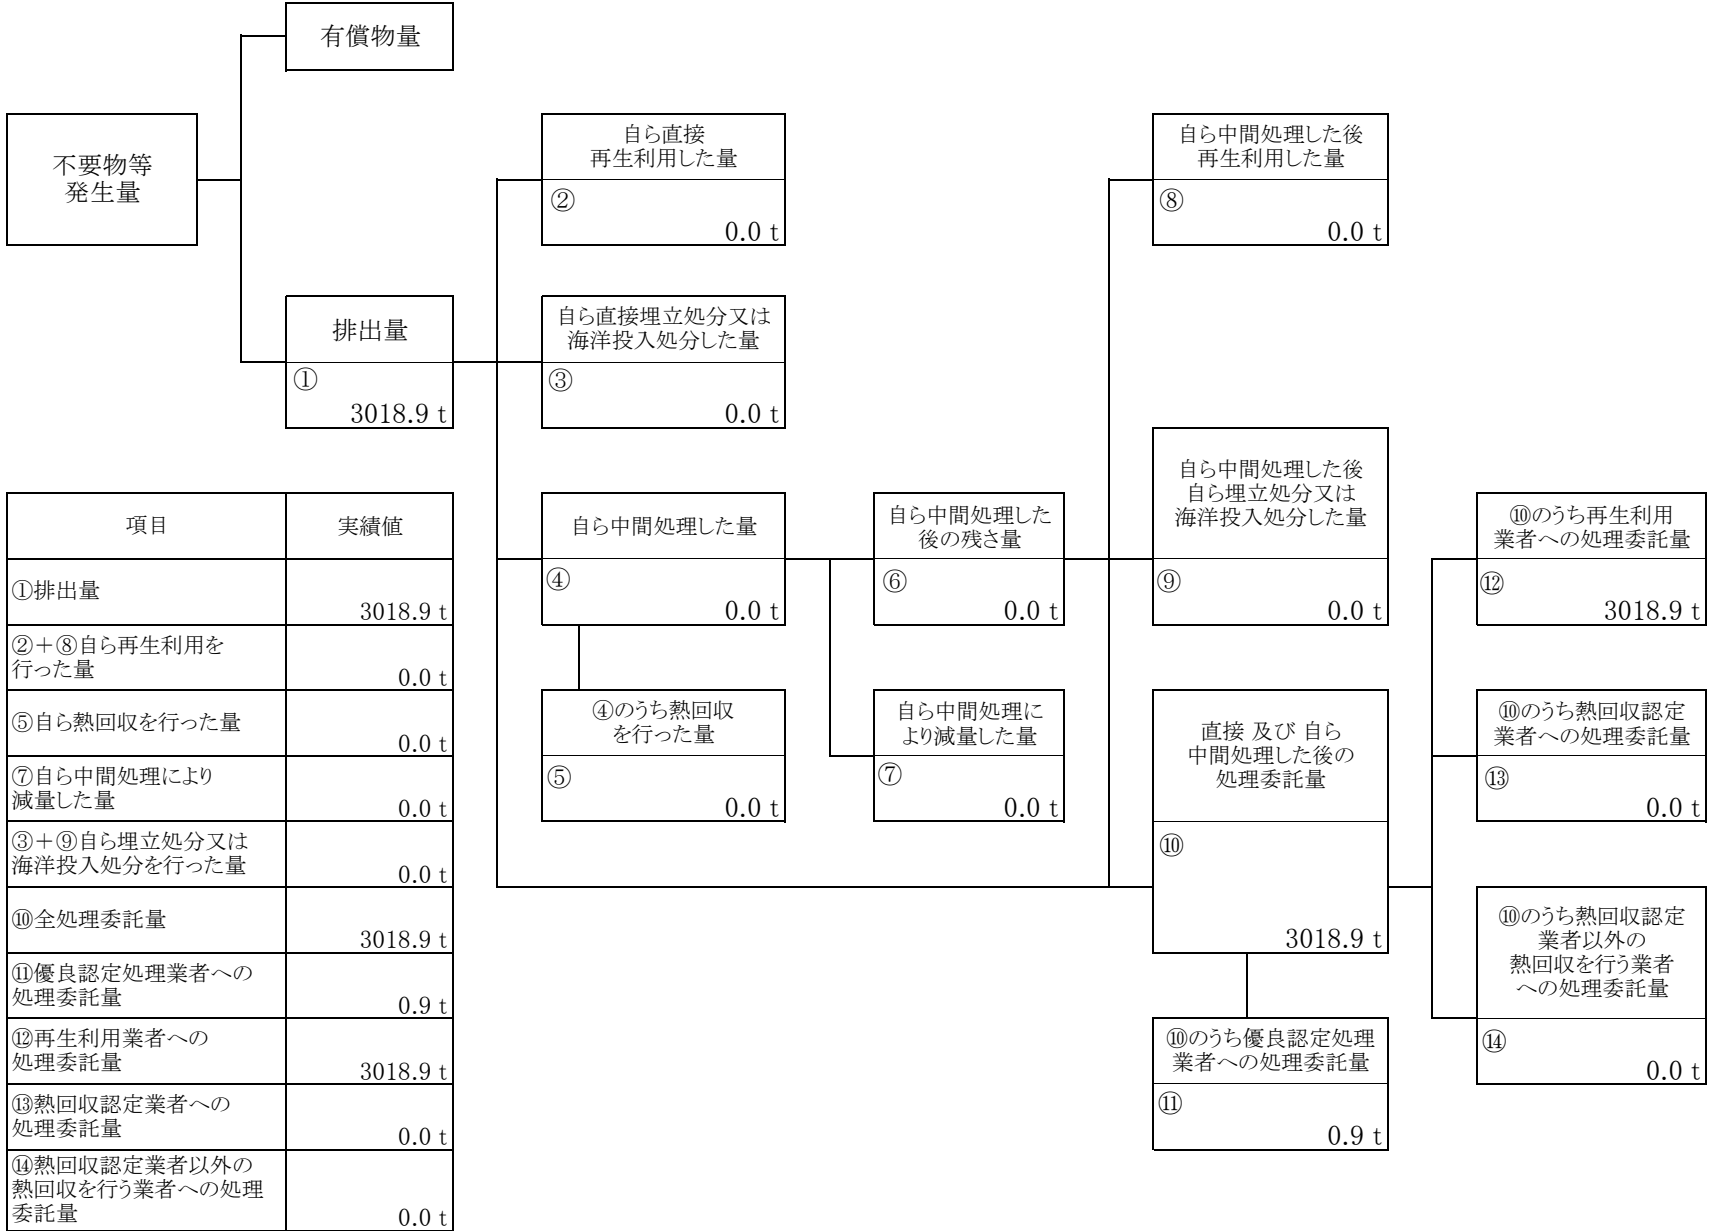 有償物量
不要物等
発生量
自ら直接
再生利用した量
②
0.0 t
自ら中間処理した後
再生利用した量
⑧
0.0 t
排出量
①
3018.9 t
自ら直接埋立処分又は
海洋投入処分した量
③
0.0 t
自ら中間処理した量
④
0.0 t
自ら中間処理した
後の残さ量
⑥
0.0 t
自ら中間処理した後
自ら埋立処分又は
海洋投入処分した量
⑨
0.0 t
⑩のうち再生利用
業者への処理委託量
⑫
3018.9 t
④のうち熱回収
を行った量
⑤
0.0 t
自ら中間処理に
より減量した量
⑦
0.0 t
直接 及び 自ら
中間処理した後の
処理委託量
⑩
3018.9 t
⑩のうち熱回収認定
業者への処理委託量
⑬
0.0 t
⑩のうち熱回収認定
業者以外の
熱回収を行う業者
への処理委託量
⑭
0.0 t
⑩のうち優良認定処理
業者への処理委託量
⑪
0.9 t
項目 実績値
①排出量
3018.9 t
②＋⑧自ら再生利用を
行った量
0.0 t
⑤自ら熱回収を行った量
0.0 t
⑦自ら中間処理により
減量した量
0.0 t
③＋⑨自ら埋立処分又は
海洋投入処分を行った量
0.0 t
⑩全処理委託量
3018.9 t
⑪優良認定処理業者への
処理委託量
0.9 t
⑫再生利用業者への
処理委託量
3018.9 t
⑬熱回収認定業者への
処理委託量
0.0 t
⑭熱回収認定業者以外の
熱回収を行う業者への処理
委託量
0.0 t